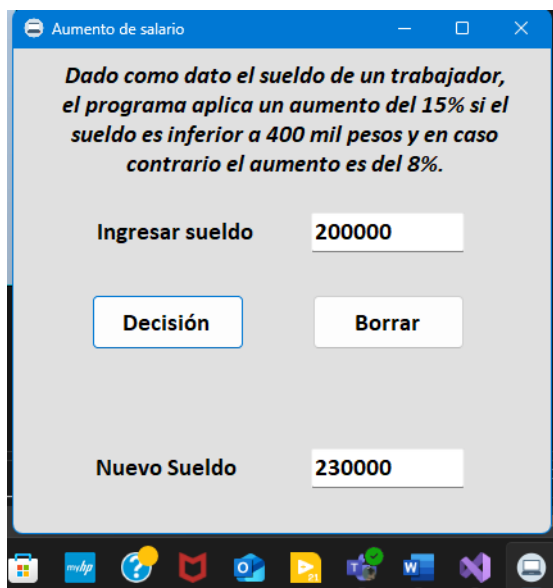 Aumento de salario
Dado como dato el sueldo de un trabajador,
el programa aplica un aumento del 15% si el
sueldo es inferior a 400 mil pesos y en caso
contrario el aumento es del 8%.
Ingresar sueldo 200000
Decisión Borrar
Nuevo Sueldo 230000
myhp ? O 21 T W